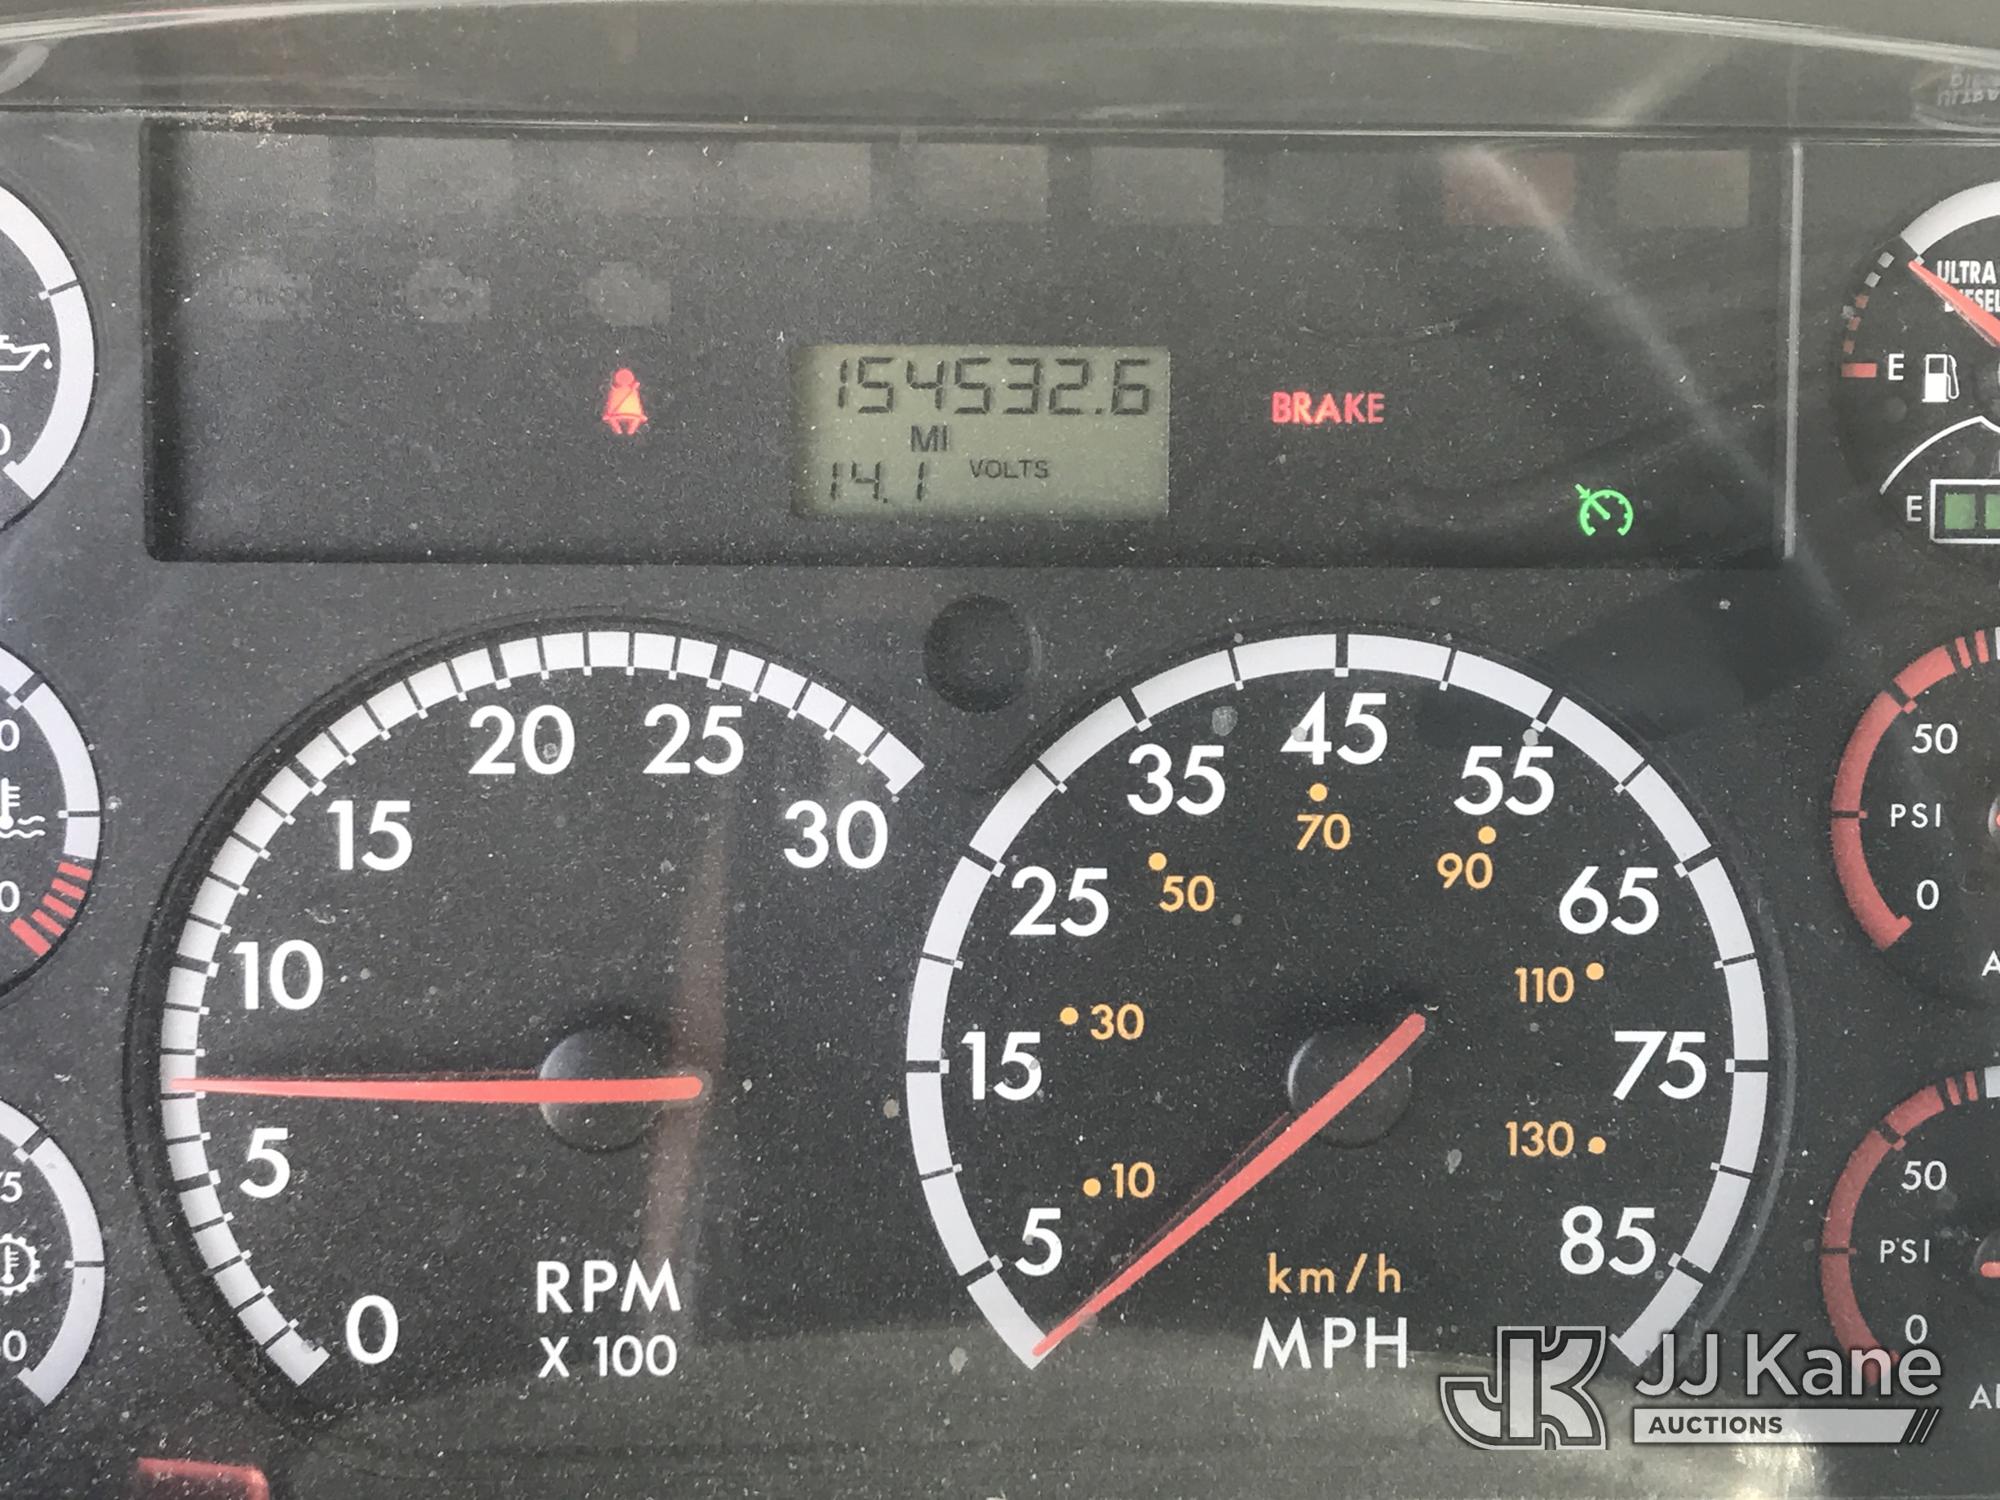 154532.6
MI
14.1 VOLTS
BRAKE
ULTRA
E
E
0 5 10 15 20 25 30
RPM
X 100
5 15 25 35 45 55 65 75 85
10 30 50 70 90 110 130
km/h
MPH
50
PSI
0
50
PSI
0
JK
JJ Kane
AUCTIONS